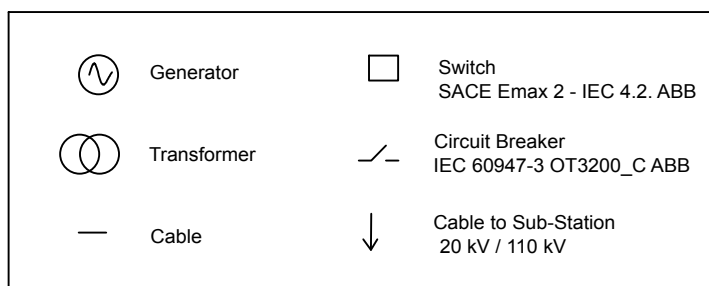 Generator
Switch
SACE Emax 2 - IEC 4.2. ABB
Transformer
Circuit Breaker
IEC 60947-3 OT3200_C ABB
Cable
Cable to Sub-Station
20 kV / 110 kV